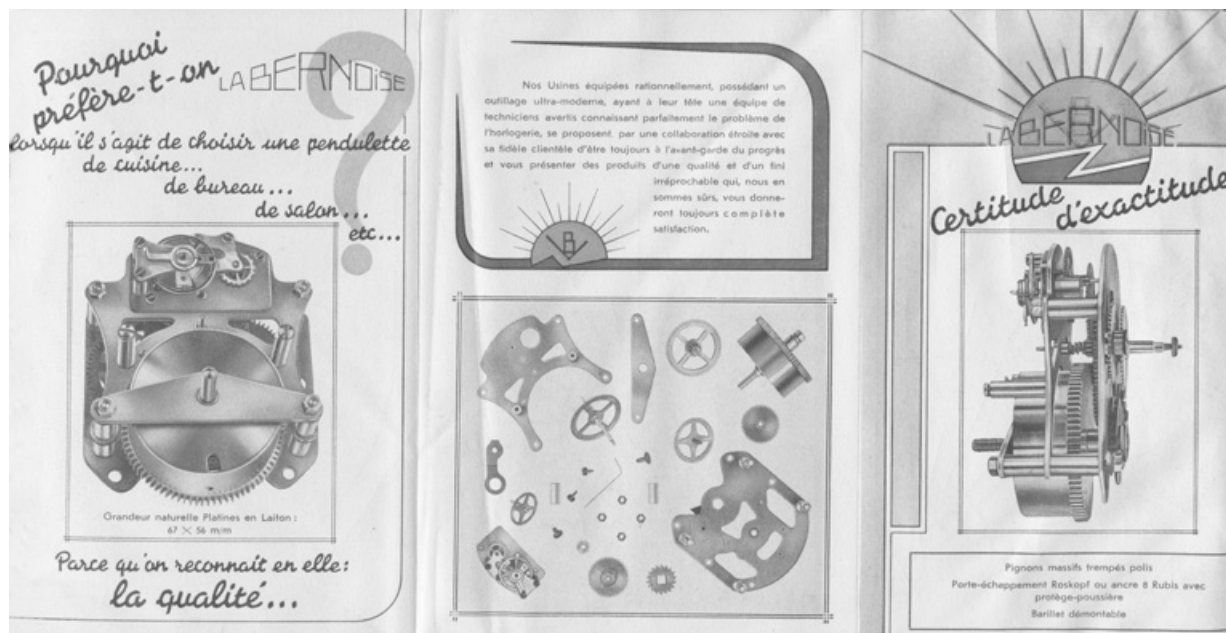 Pourquoi
préfère-t-on
LA BERNOISE
lorsqu'il s'agit de choisir une pendulette
de cuisine...
de bureau...
de salon...
etc...
Grandeur naturelle Platines en Laiton :
67 X 56 m/m
Parce qu'on reconnaît en elle:
la qualité...
Nos Usines équipées rationnellement, possédant un
outillage ultra-moderne, ayant à leur tête une équipe de
techniciens avertis connaissant parfaitement le problème de
l'horlogerie, se proposent, par une collaboration étroite avec
sa fidèle clientèle d'être toujours à l'avant-garde du progrès
et vous présenter des produits d'une qualité et d'un fini
irréprochable qui, nous en
sommes sûrs, vous donne-
ront toujours complète
satisfaction.
LA BERNOISE
Certitude
d'exactitude
Pignons massifs trempés polis
Porte-échappement Roskopf ou ancre 8 Rubis avec
protège-poussière
Barillet démontable